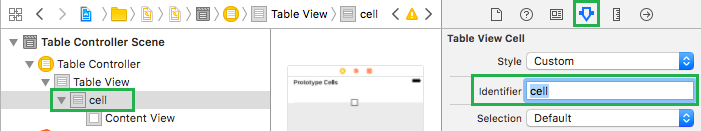 Table View
cell
Table Controller Scene
Table Controller
Table View
cell
Content View
Prototype Cells
Table View Cell
Style Custom
Identifier cell
Selection Default